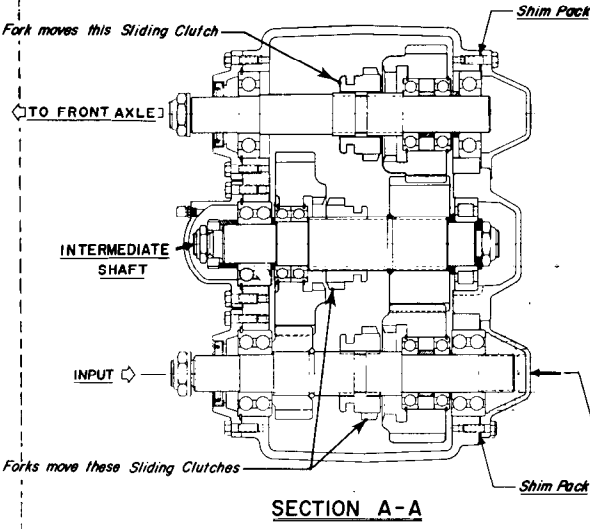 Shim Pack
Fork moves this Sliding Clutch
TO FRONT AXLE
INTERMEDIATE
SHAFT
INPUT
Forks move these Sliding Clutches
Shim Pack
SECTION A-A